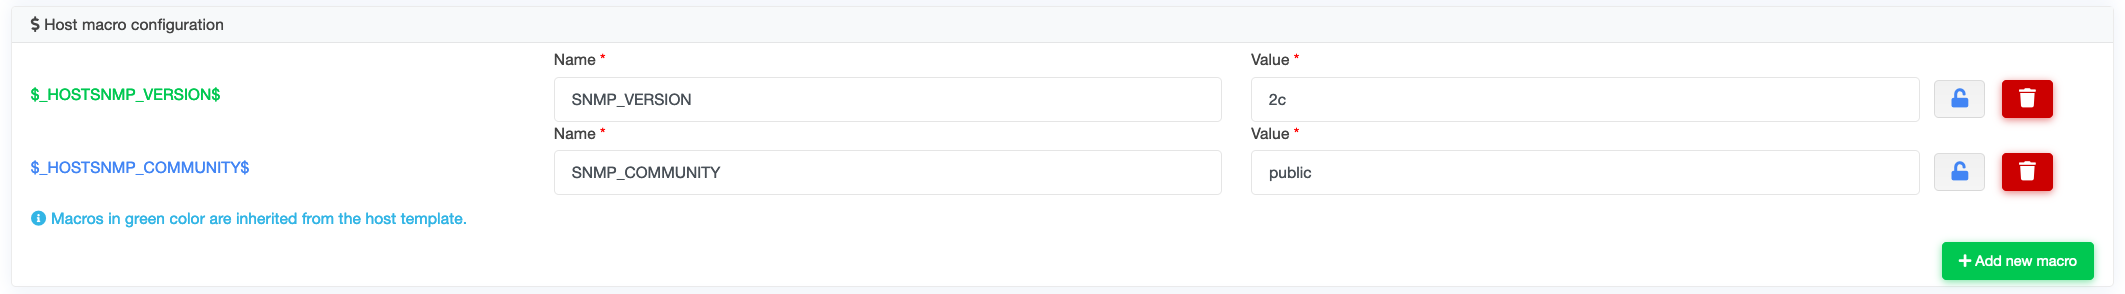 $ Host macro configuration
Name * Value *
$_HOSTSNMP_VERSION$ SNMP_VERSION 2c
Name * Value *
$_HOSTSNMP_COMMUNITY$ SNMP_COMMUNITY public
Macros in green color are inherited from the host template.
+ Add new macro